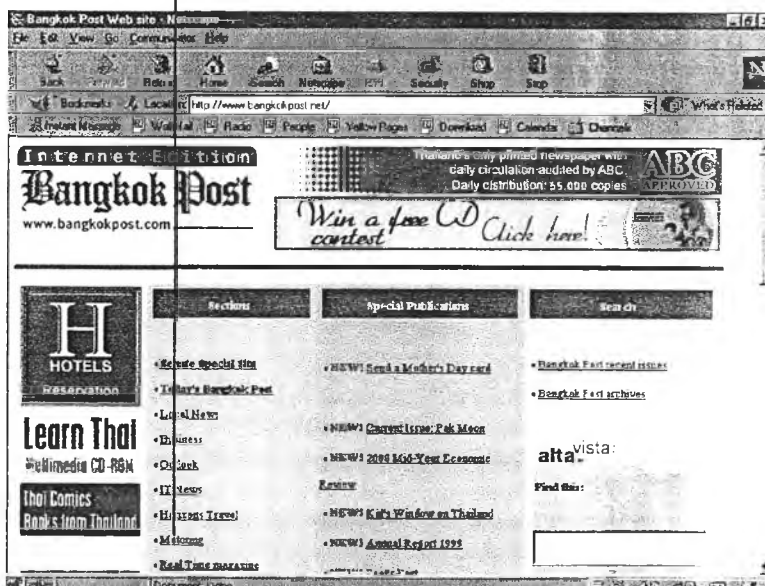 Bangkok Post Web site - Netscape
File Edit View Go Communicator Help
Back Reload Home Search Netscape Security Shop Stop
Bookmarks Location: http://www.bangkokpost.net/ What's Related
Instant Message WebMail Radio People Yellow Pages Download Calendar Channels
Internet Edition
Bangkok Post
www.bangkokpost.com
Thailand's only printed newspaper with
daily circulation audited by ABC.
Daily distribution: 55,000 copies
ABC
APPROVED
Win a free CD
contest Click here!
H
HOTELS
Reservation
Learn Thai
Multimedia CD-ROM
Thai Comics
Books from Thailand
Sections
• Senate Special Site
• Today's Bangkok Post
• Local News
• Business
• Outlook
• IT News
• Horizons Travel
• Motoring
• Real Time magazine
Special Publications
• NEW! Send a Mother's Day card
• NEW! Current Issue: Pak Moon
• NEW! 2000 Mid-Year Economic
Review
• NEW! Kid's Window on Thailand
• NEW! Annual Report 1999
Search
• Bangkok Post recent issues
• Bangkok Post archives
alta vista:
Find this: